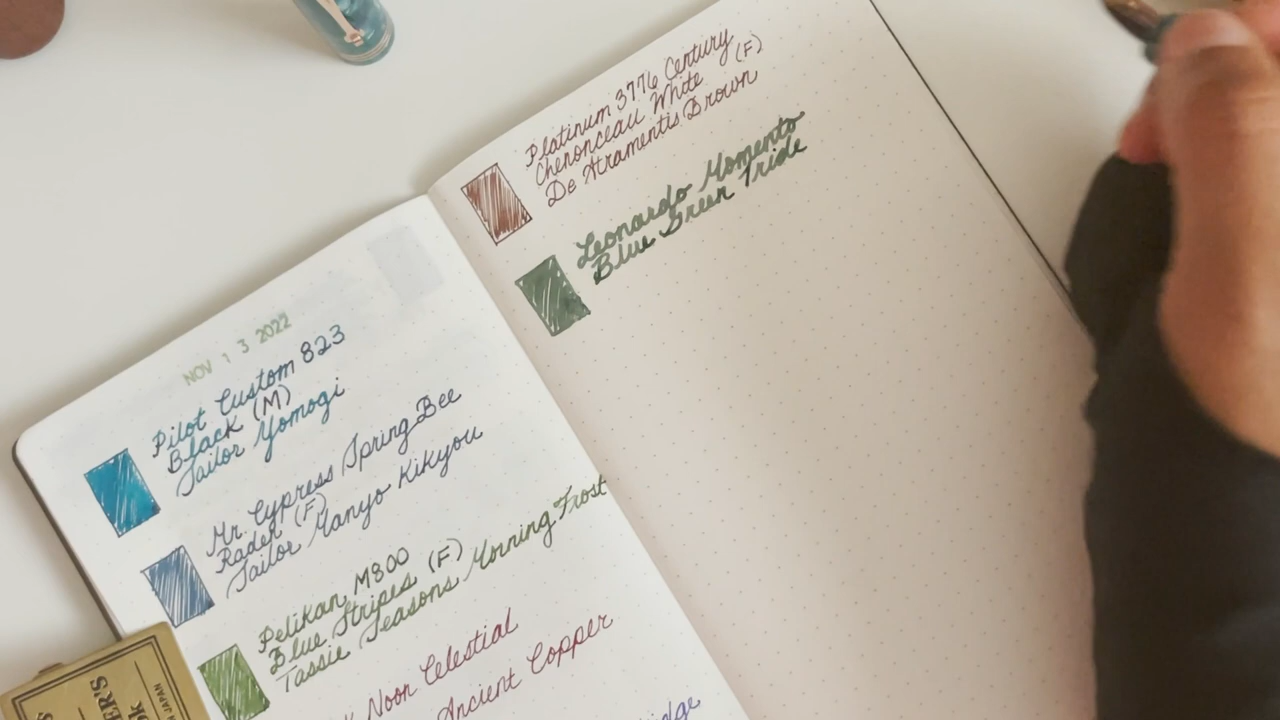 NOV 1 3 2022
Pilot Custom 823
Black (M)
Sailor Yomogi
Mr. Cypress Spring Bee
Raden (F)
Sailor Manyo Kikyou
Pelikan M800
Blue Stripes (F)
Tassie Seasons Morning Frost
Noon Celestial
Ancient Copper
Platinum 3776 Century
Chenonceau White (F)
De Atramentis Brown
Leonardo Momento
Blue Green
JAPAN